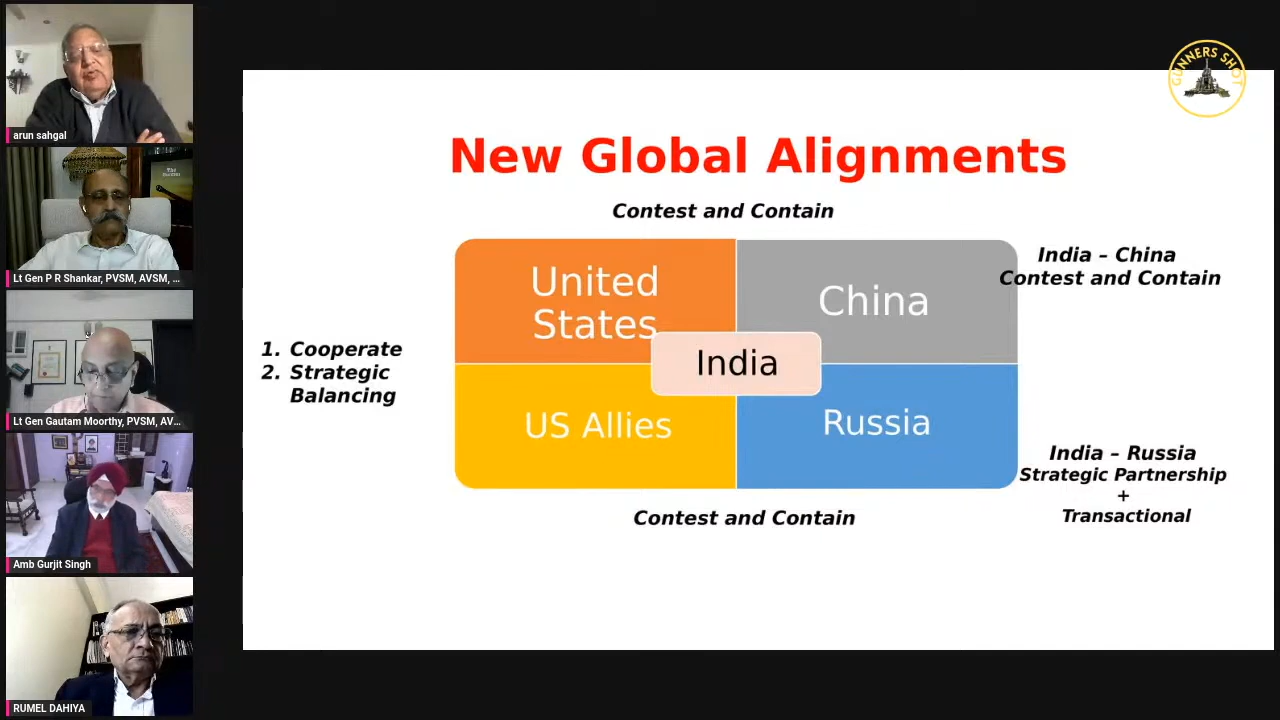 arun sahgal
Lt Gen P R Shankar, PVSM, AVSM, ...
Lt Gen Gautam Moorthy, PVSM, AV...
Amb Gurjit Singh
RUMEL DAHIYA
GUNNERS SHOT
New Global Alignments
Contest and Contain
United
States
China
India – China
Contest and Contain
1. Cooperate
2. Strategic
Balancing
India
US Allies
Russia
India – Russia
Strategic Partnership
+
Transactional
Contest and Contain